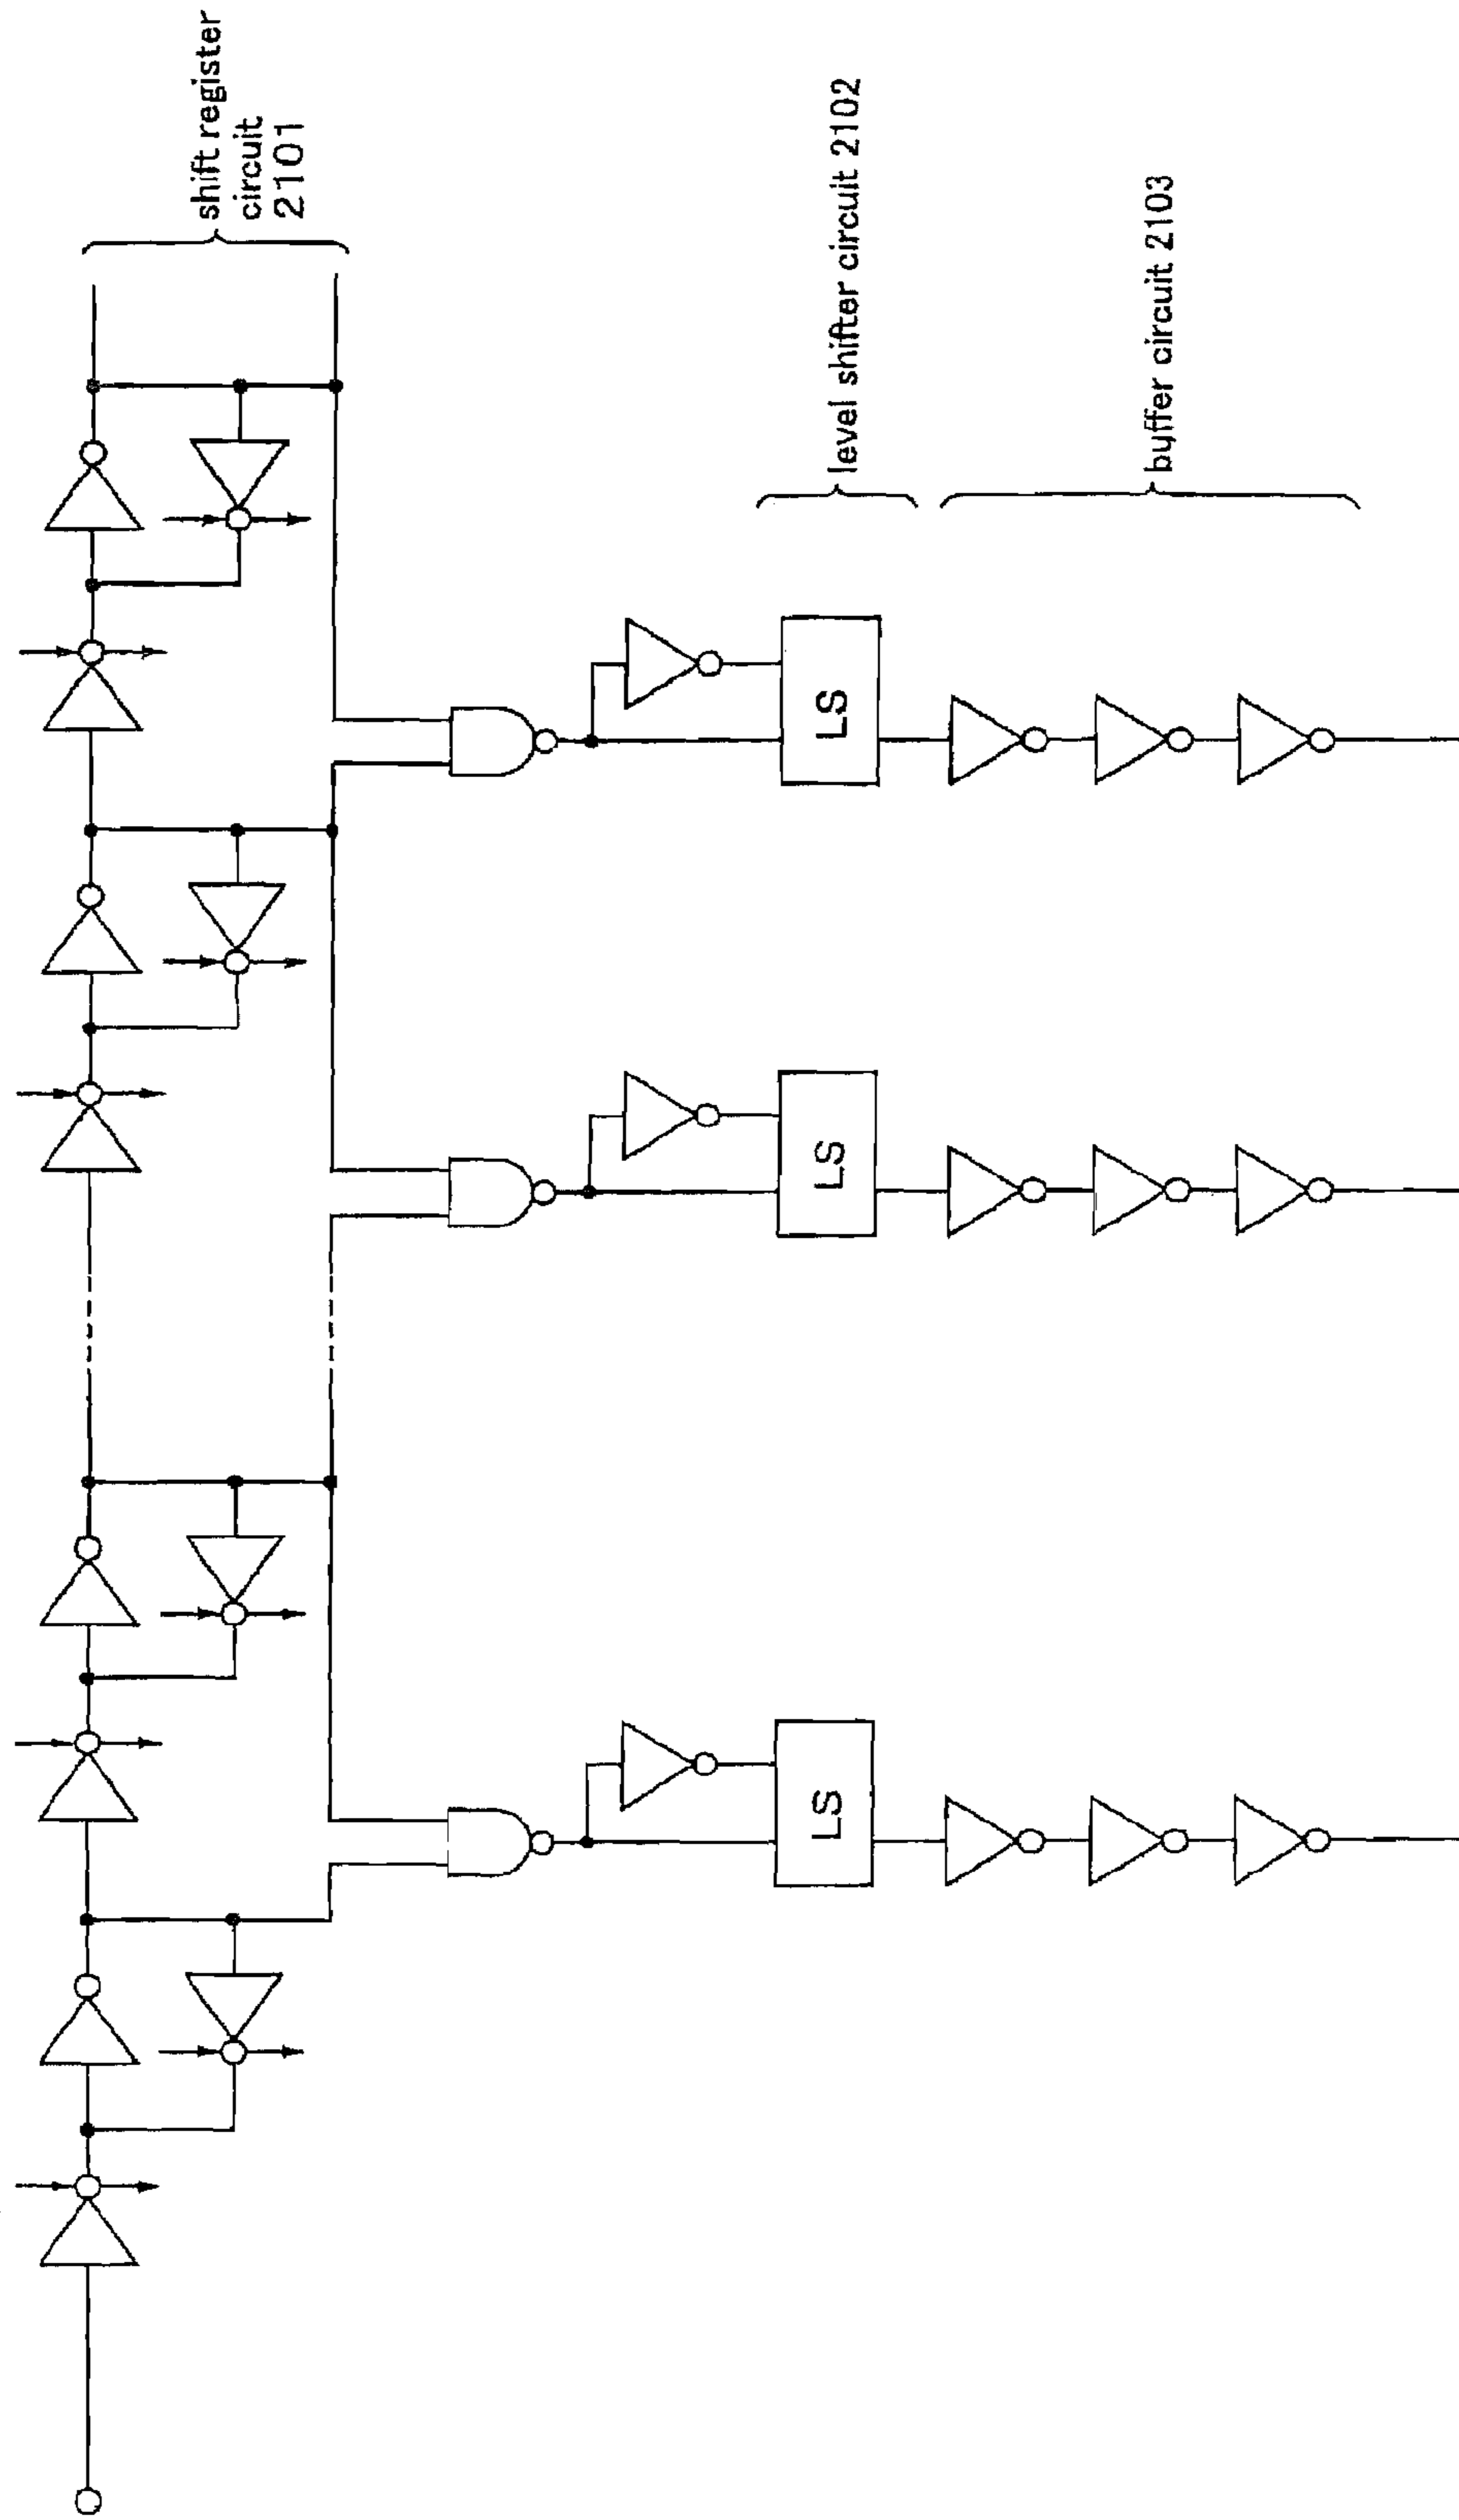 shift register
circuit
2101
level shifter circuit 2102
buffer circuit 2103
LS
LS
LS